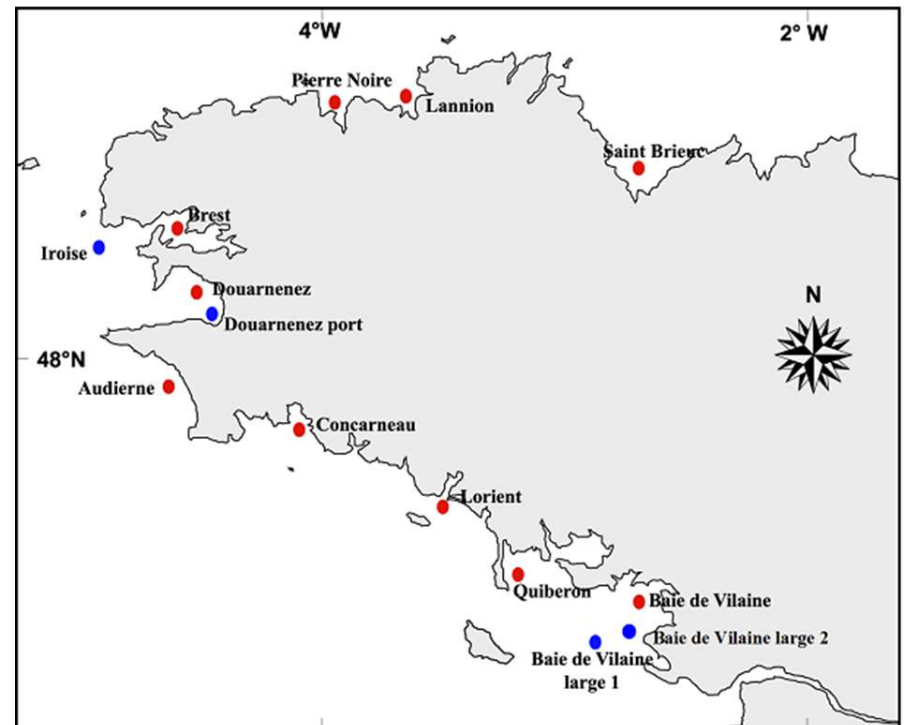 4°W
2° W
Pierre Noire
Lannion
Saint Brieuc
Brest
Iroise
Douarnenez
Douarnenez port
N
48°N
Audierne
Concarneau
Lorient
Quiberon
Baie de Vilaine
Baie de Vilaine large 2
Baie de Vilaine
large 1